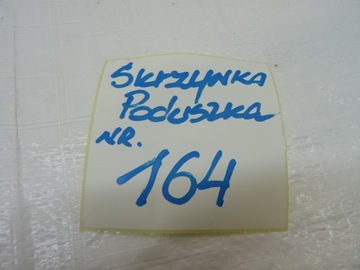 SKRZYNKA
PODUSZKA
NR.
164